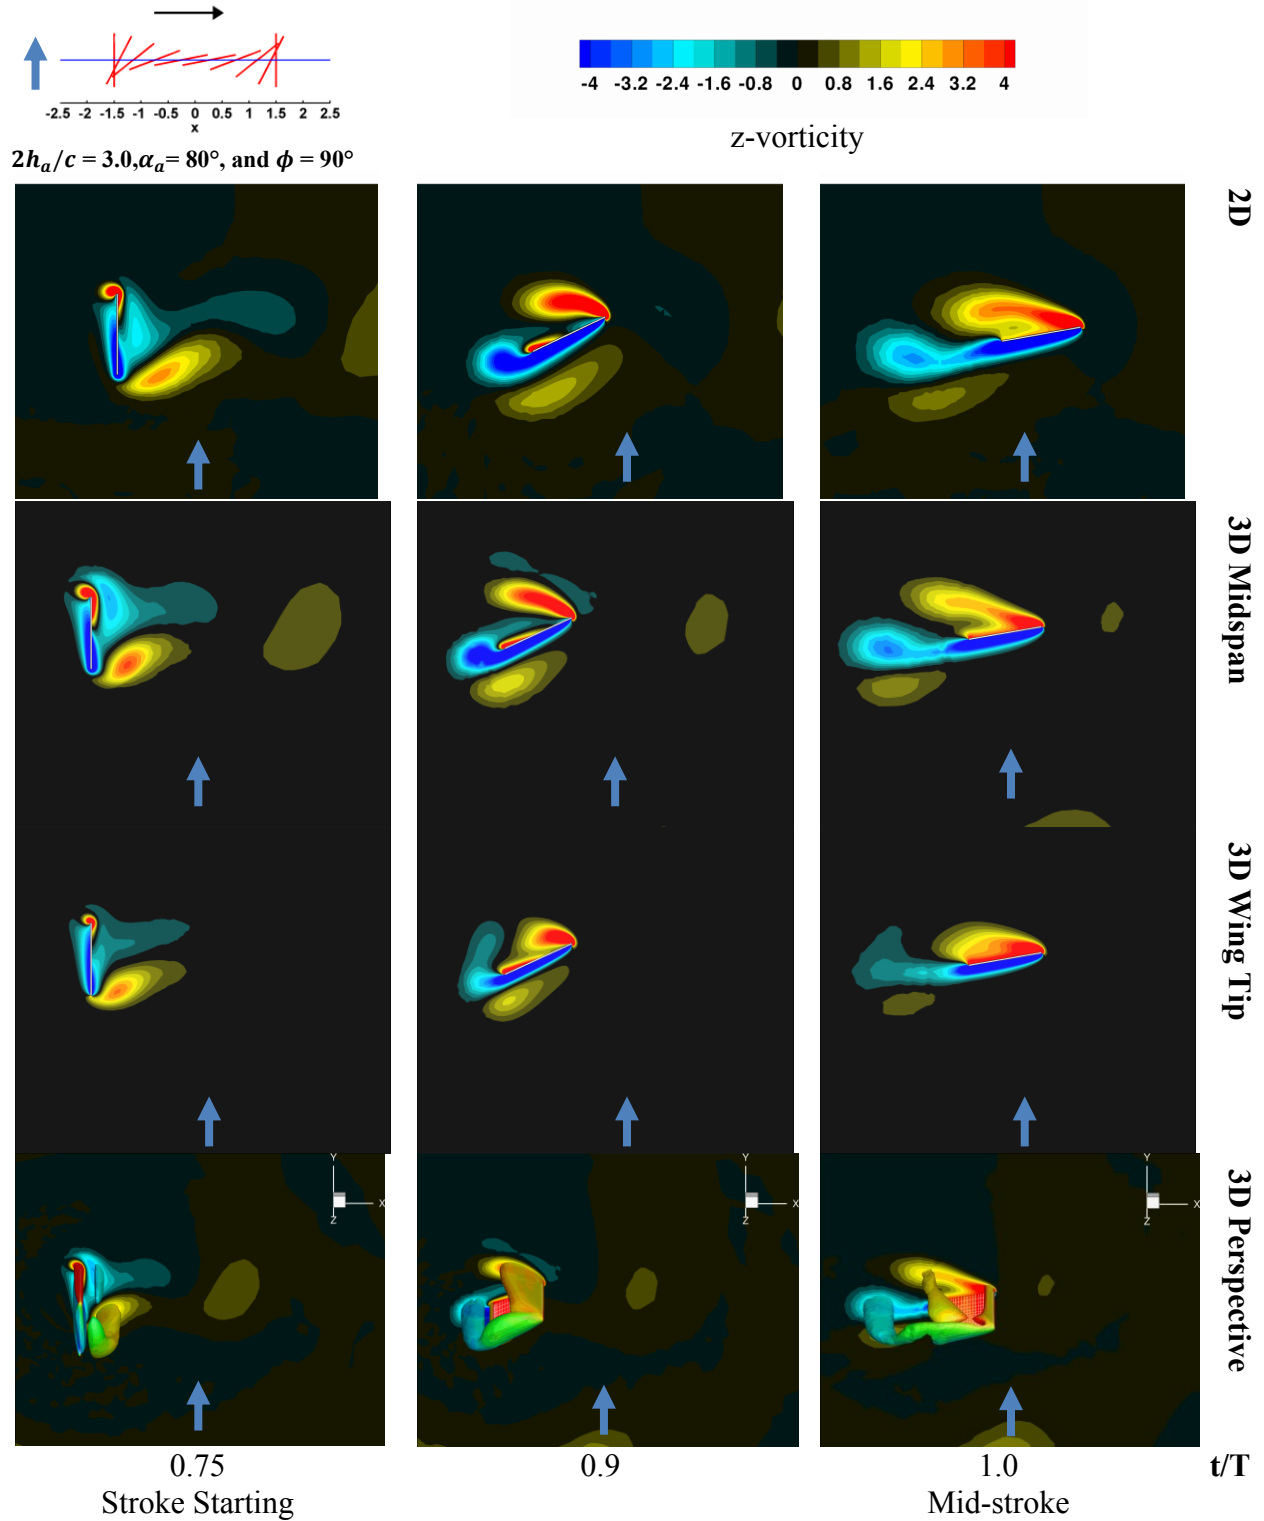 -2.5 -2 -1.5 -1 -0.5 0 0.5 1 1.5 2 2.5
x
2hₐ/c = 3.0,αₐ= 80°, and ϕ = 90°
-4 -3.2 -2.4 -1.6 -0.8 0 0.8 1.6 2.4 3.2 4
z-vorticity
2D
3D Midspan
3D Wing Tip
Y
X
Z
Y
Z
Y
X
Z
3D Perspective
0.75 0.9 1.0 t/T
Stroke Starting Mid-stroke